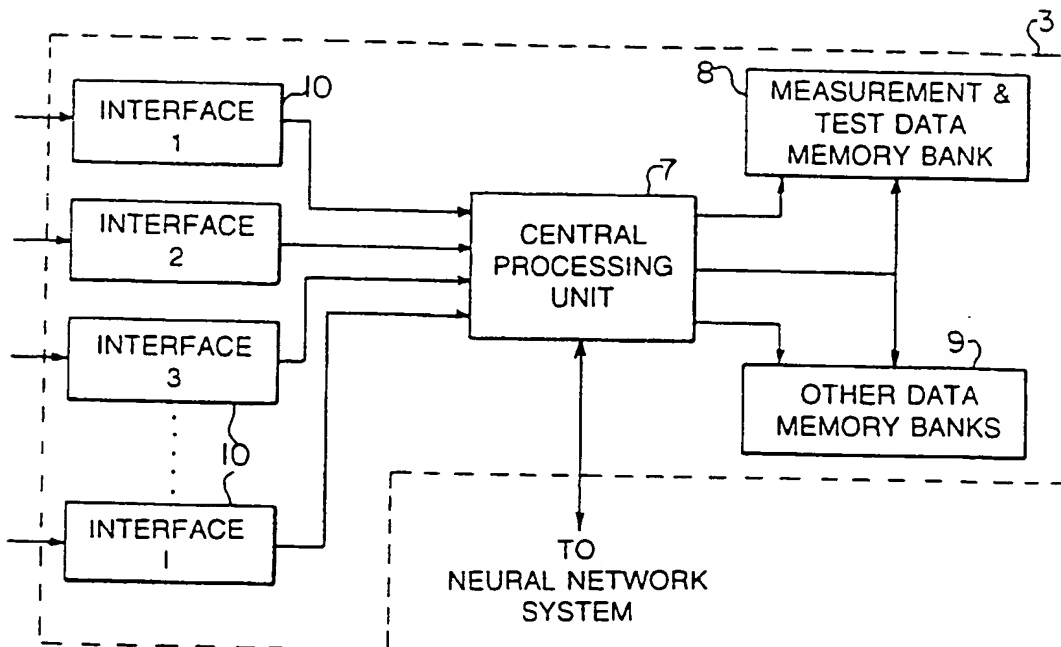 3
10
INTERFACE
1
INTERFACE
2
INTERFACE
3
10
10
INTERFACE
I
7
CENTRAL
PROCESSING
UNIT
8
MEASUREMENT &
TEST DATA
MEMORY BANK
9
OTHER DATA
MEMORY BANKS
TO
NEURAL NETWORK
SYSTEM